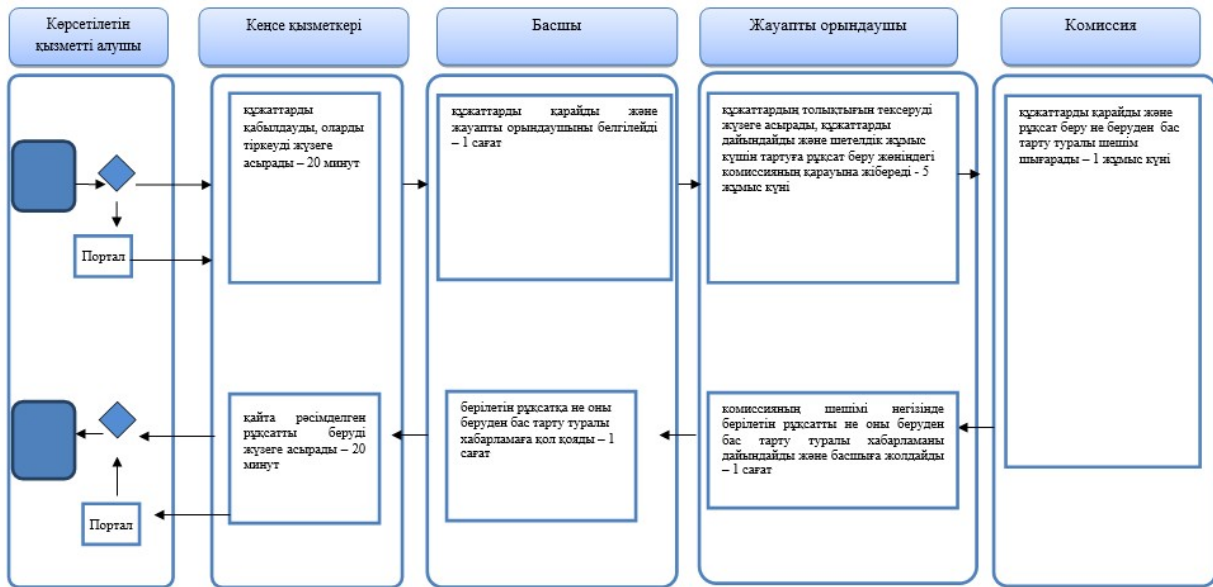 Көрсетілетін
қызметті алушы
Кеңсе қызметкері
Басшы
Жауапты орындаушы
Комиссия
құжаттарды
қабылдауды, оларды
тіркеуді жүзеге
асырады – 20 минут
құжаттарды қарайды және
жауапты орындаушыны белгілейді
– 1 сағат
құжаттардың толықтығын тексеруді
жүзеге асырады, құжаттарды
дайындайды және шетелдік жұмыс
күшін тартуға рұқсат беру жөніндегі
комиссияның қарауына жібереді - 5
жұмыс күні
құжаттарды қарайды және
рұқсат беру не беруден бас
тарту туралы шешім
шығарады – 1 жұмыс күні
Портал
қайта рәсімделген
рұқсатты беруді
жүзеге асырады – 20
минут
берілетін рұқсатқа не оны
беруден бас тарту туралы
хабарламаға қол қояды – 1
сағат
комиссияның шешімі негізінде
берілетін рұқсатты не оны беруден
бас тарту туралы хабарламаны
дайындайды және басшыға жолдайды
– 1 сағат
Портал